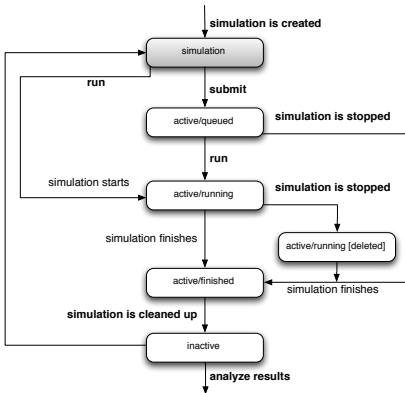 simulation is created
simulation
run
submit
active/queued
simulation is stopped
run
simulation starts
active/running
simulation is stopped
simulation finishes
active/running [deleted]
active/finished
simulation finishes
simulation is cleaned up
inactive
analyze results